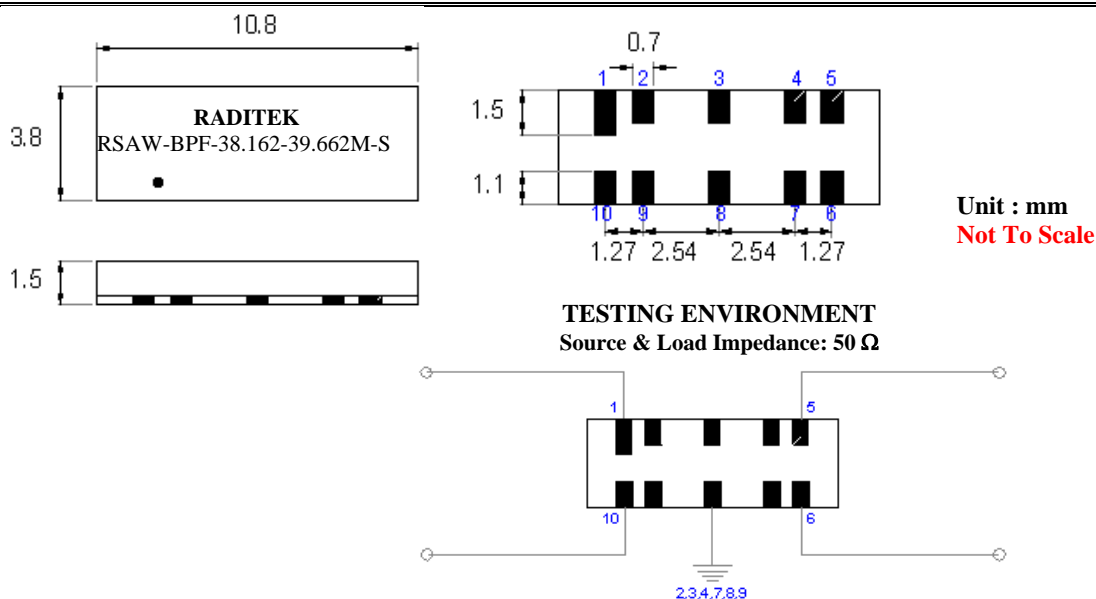 10.8
3.8
RADITEK
RSAW-BPF-38.162-39.662M-S
1.5
0.7
1 2 3 4 5
1.5
1.1
10 9 8 7 6
1.27 2.54 2.54 1.27
Unit : mm
Not To Scale
TESTING ENVIRONMENT
Source & Load Impedance: 50 Ω
1 5
10 6
2,3,4,7,8,9